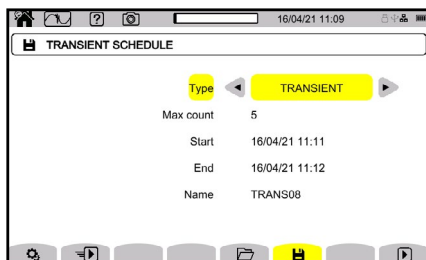 ?
16/04/21 11:09
TRANSIENT SCHEDULE
Type TRANSIENT
Max count 5
Start 16/04/21 11:11
End 16/04/21 11:12
Name TRANS08